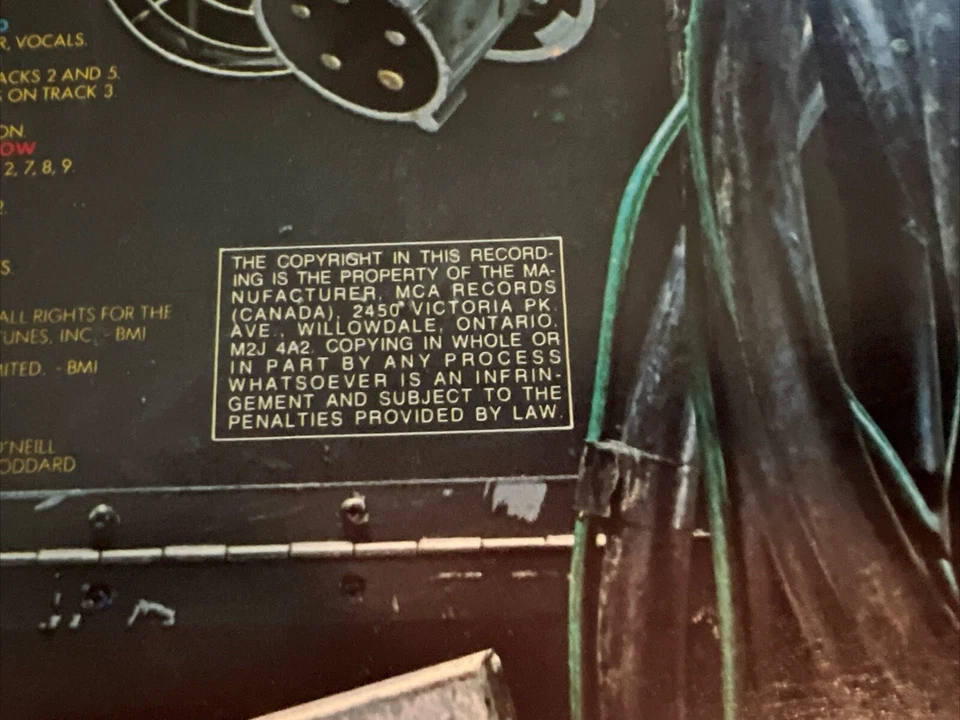 R, VOCALS.
ACKS 2 AND 5.
ON TRACK 3.
ON.
OW
2, 7, 8, 9.
2.
S
ALL RIGHTS FOR THE
TUNES, INC. - BMI
MITED. - BMI
O'NEILL
ODDARD
THE COPYRIGHT IN THIS RECORD-
ING IS THE PROPERTY OF THE MA-
NUFACTURER, MCA RECORDS
(CANADA), 2450 VICTORIA PK.
AVE., WILLOWDALE, ONTARIO.
M2J 4A2. COPYING IN WHOLE OR
IN PART BY ANY PROCESS
WHATSOEVER IS AN INFRIN-
GEMENT AND SUBJECT TO THE
PENALTIES PROVIDED BY LAW.